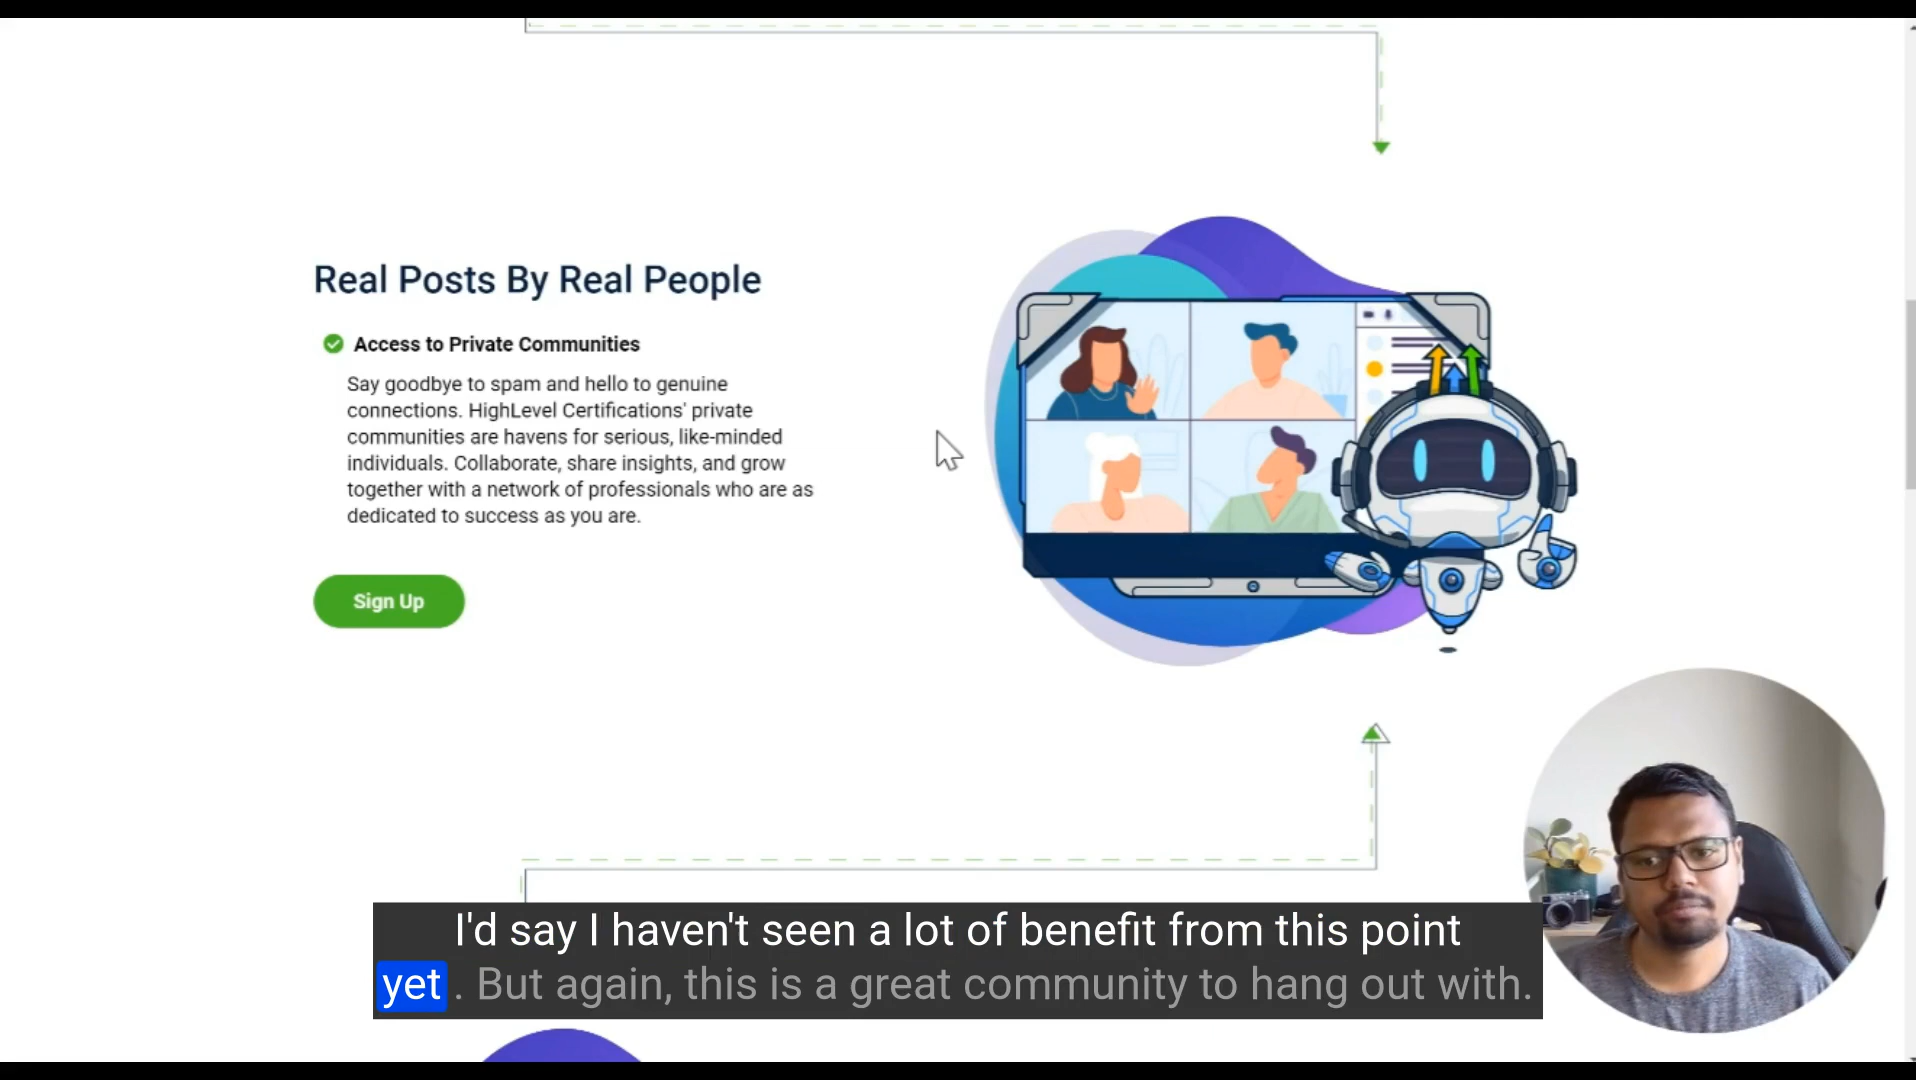 Real Posts By Real People
Access to Private Communities
Say goodbye to spam and hello to genuine
connections. HighLevel Certifications' private
communities are havens for serious, like-minded
individuals. Collaborate, share insights, and grow
together with a network of professionals who are as
dedicated to success as you are.
Sign Up
I'd say I haven't seen a lot of benefit from this point
yet . But again, this is a great community to hang out with.